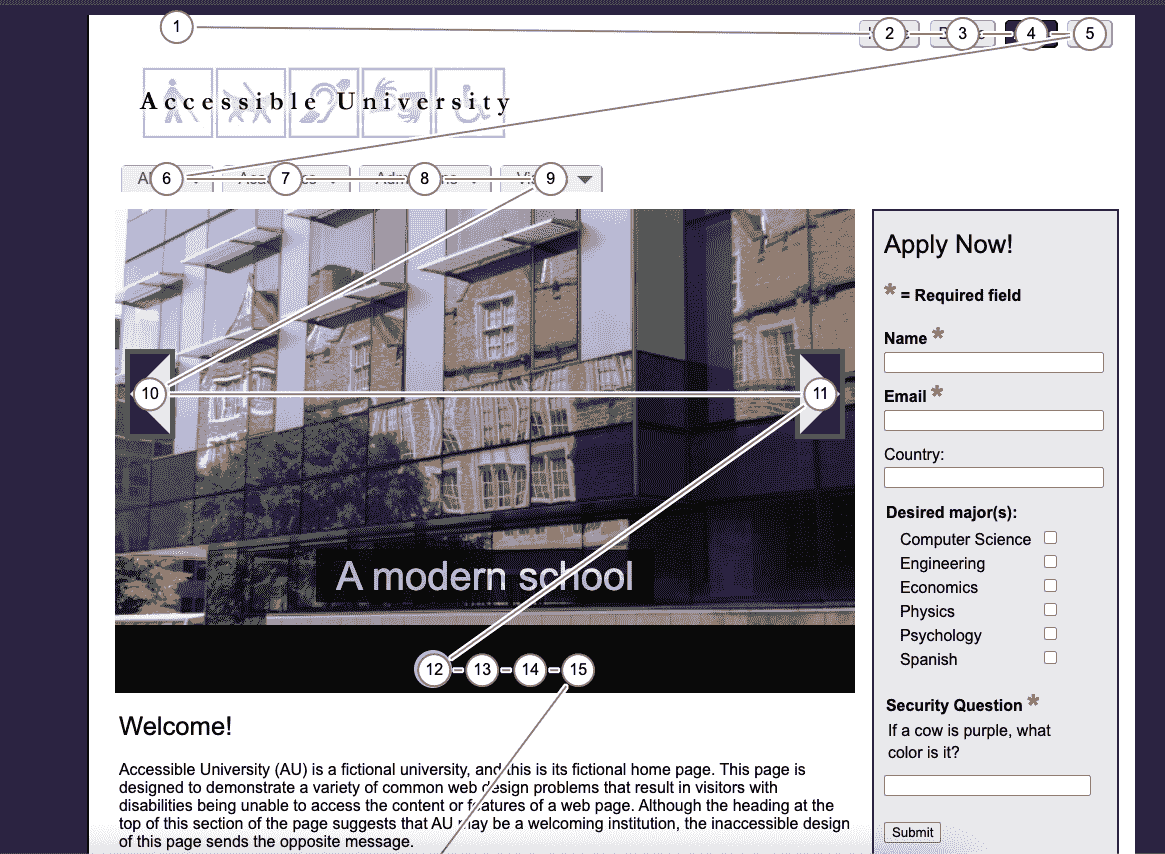 1
2
3
4
5
Accessible University
6
7
8
9
10
11
A modern school
12
13
14
15
Welcome!
Accessible University (AU) is a fictional university, and this is its fictional home page. This page is
designed to demonstrate a variety of common web design problems that result in visitors with
disabilities being unable to access the content or features of a web page. Although the heading at the
top of this section of the page suggests that AU may be a welcoming institution, the inaccessible design
of this page sends the opposite message.
Apply Now!
* = Required field
Name *
Email *
Country:
Desired major(s):
Computer Science
Engineering
Economics
Physics
Psychology
Spanish
Security Question *
If a cow is purple, what
color is it?
Submit